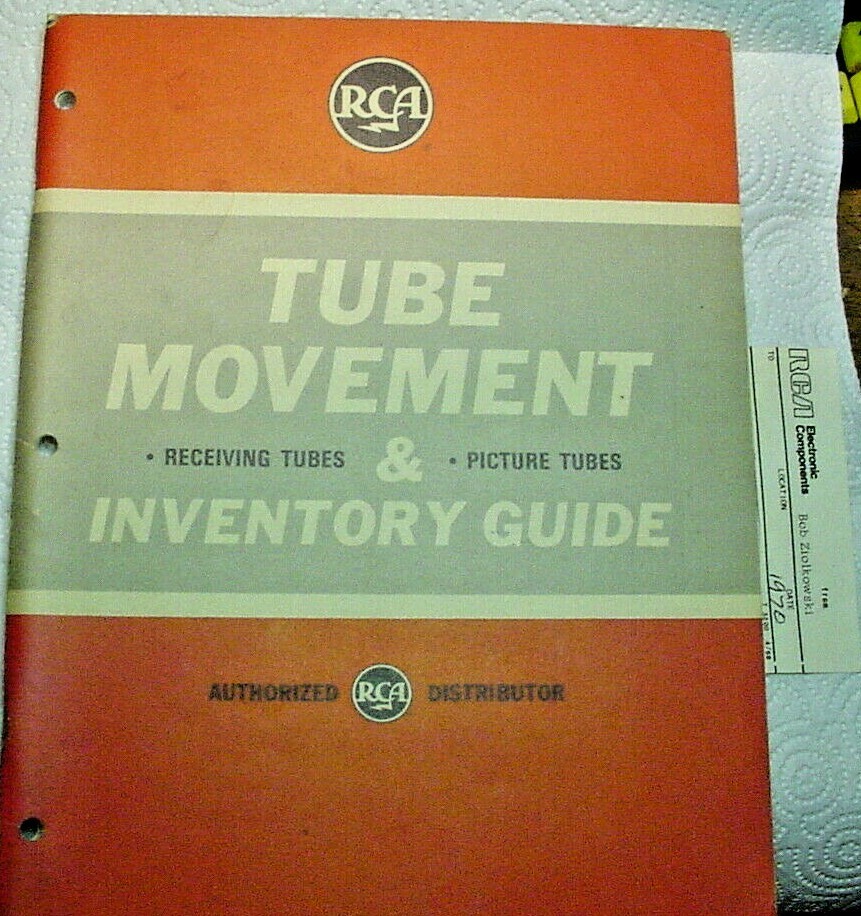 RCA
TUBE
MOVEMENT
• RECEIVING TUBES & • PICTURE TUBES
INVENTORY GUIDE
AUTHORIZED RCA DISTRIBUTOR
RCA Electronic
Components
from
Bob Ziolkowski
TO
LOCATION
DATE
1970